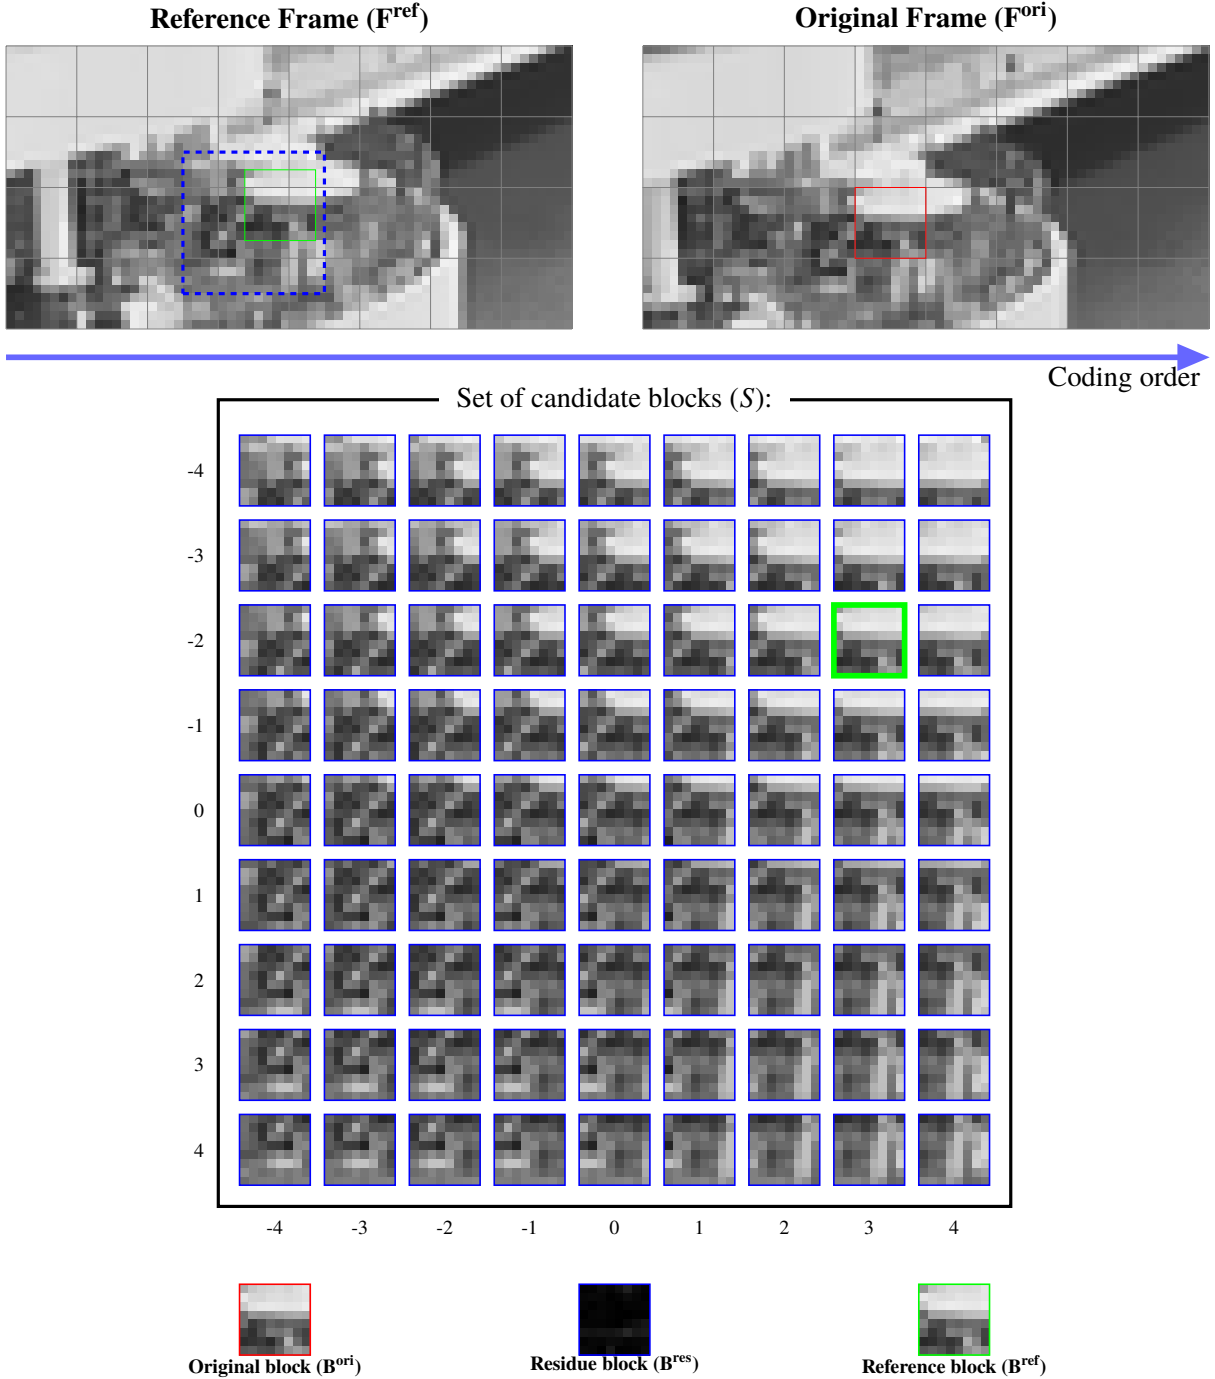 Reference Frame (F^ref)
Original Frame (F^ori)
Coding order
Set of candidate blocks (S):
-4
-3
-2
-1
0
1
2
3
4
-4 -3 -2 -1 0 1 2 3 4
Original block (B^ori)
Residue block (B^res)
Reference block (B^ref)